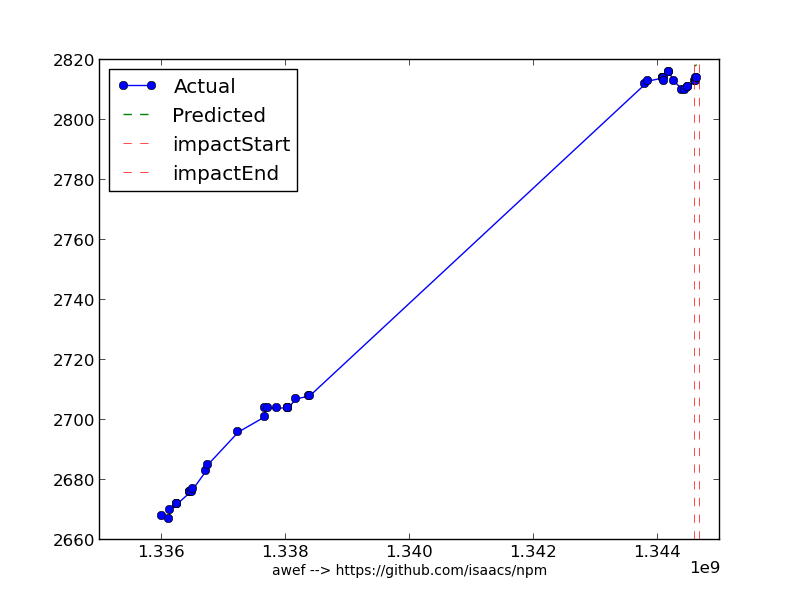 2820
2800
2780
2760
2740
2720
2700
2680
2660
Actual
Predicted
impactStart
impactEnd
1.336 1.338 1.340 1.342 1.344
1e9
awef --> https://github.com/isaacs/npm